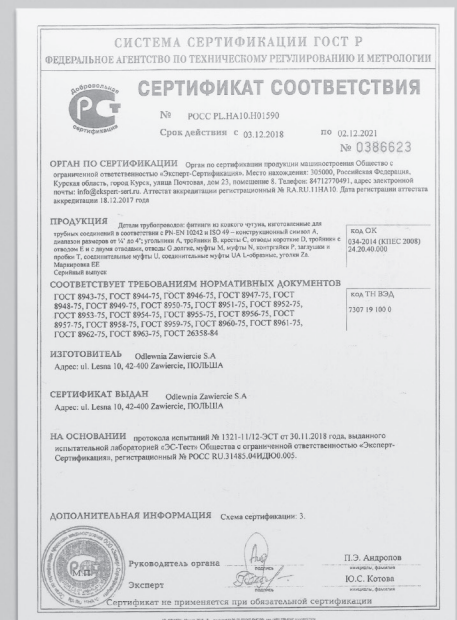 СИСТЕМА СЕРТИФИКАЦИИ ГОСТ Р
ФЕДЕРАЛЬНОЕ АГЕНТСТВО ПО ТЕХНИЧЕСКОМУ РЕГУЛИРОВАНИЮ И МЕТРОЛОГИИ
Добровольная
сертификация
СЕРТИФИКАТ СООТВЕТСТВИЯ
№ РОСС PL.НА10.Н01590
Срок действия с 03.12.2018 по 02.12.2021
№ 0386623
ОРГАН ПО СЕРТИФИКАЦИИ Орган по сертификации продукции машиностроения Общество с
ограниченной ответственностью «Эксперт-Сертификация». Место нахождения: 305000, Российская Федерация,
Курская область, город Курск, улица Почтовая, дом 23, помещение 8. Телефон: 84712770491, адрес электронной
почты: info@ekspert-sert.ru. Аттестат аккредитации регистрационный № RA.RU.11НА10. Дата регистрации аттестата
аккредитации 18.12.2017 года
ПРОДУКЦИЯ Детали трубопроводов: фитинги из ковкого чугуна, изготовленные для
трубных соединений в соответствии с PN-EN 10242 и ISO 49 – конструкционный символ А,
диапазон размеров от ¼" до 4"; угольники А, тройники В, кресты С, отводы короткие D, тройники с
отводом Е и с двумя отводами, отводы G долгие, муфты М, ниппели N, контргайки Р, заглушки и
пробки Т, соединительные муфты U, соединительные муфты UA L-образные, уголки Za
Маркировка ЕЕ
Серийный выпуск
код ОК
034-2014 (КПЕС 2008)
24.20.40.000
СООТВЕТСТВУЕТ ТРЕБОВАНИЯМ НОРМАТИВНЫХ ДОКУМЕНТОВ
ГОСТ 8943-75, ГОСТ 8944-75, ГОСТ 8946-75, ГОСТ 8947-75, ГОСТ
8948-75, ГОСТ 8949-75, ГОСТ 8950-75, ГОСТ 8951-75, ГОСТ 8952-75,
ГОСТ 8953-75, ГОСТ 8954-75, ГОСТ 8955-75, ГОСТ 8956-75, ГОСТ
8957-75, ГОСТ 8958-75, ГОСТ 8959-75, ГОСТ 8960-75, ГОСТ 8961-75,
ГОСТ 8962-75, ГОСТ 8963-75, ГОСТ 26358-84
код ТН ВЭД
7307 19 100 0
ИЗГОТОВИТЕЛЬ Odlewnia Zawiercie S.A
Адрес: ul. Lesna 10, 42-400 Zawiercie, ПОЛЬША
СЕРТИФИКАТ ВЫДАН Odlewnia Zawiercie S.A
Адрес: ul. Lesna 10, 42-400 Zawiercie, ПОЛЬША
НА ОСНОВАНИИ протокола испытаний № 1321-11/12-ЭСТ от 30.11.2018 года, выданного
испытательной лабораторией «ЭС-Тест» Общества с ограниченной ответственностью «Эксперт-
Сертификация», регистрационный № РОСС RU.31485.04ИДЮ0.005.
ДОПОЛНИТЕЛЬНАЯ ИНФОРМАЦИЯ Схема сертификации: 3.
М.П.
Руководитель органа
подпись
П.Э. Андропов
инициалы, фамилия
Эксперт
подпись
Ю.С. Котова
инициалы, фамилия
Сертификат не применяется при обязательной сертификации